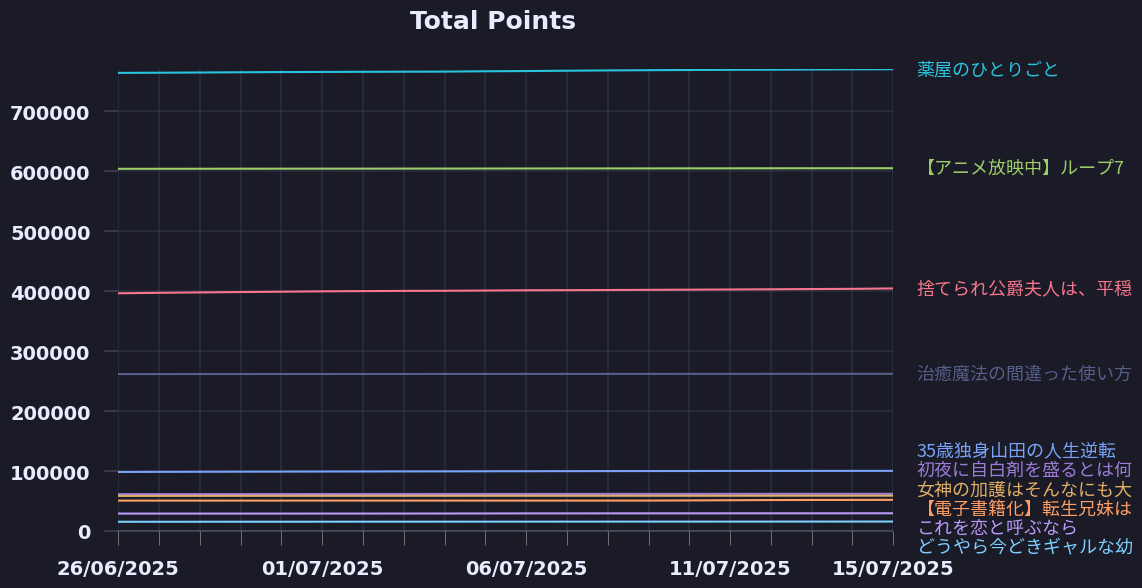 Total Points
薬屋のひとりごと
700000
【アニメ放映中】ループ7
600000
500000
400000
捨てられ公爵夫人は、平穏
300000
治癒魔法の間違った使い方
200000
35歳独身山田の人生逆転
100000
初夜に自白剤を盛るとは何
女神の加護はそんなにも大
【電子書籍化】転生兄妹は
これを恋と呼ぶなら
0
どうやら今どきギャルな幼
26/06/2025 01/07/2025 06/07/2025 11/07/2025 15/07/2025